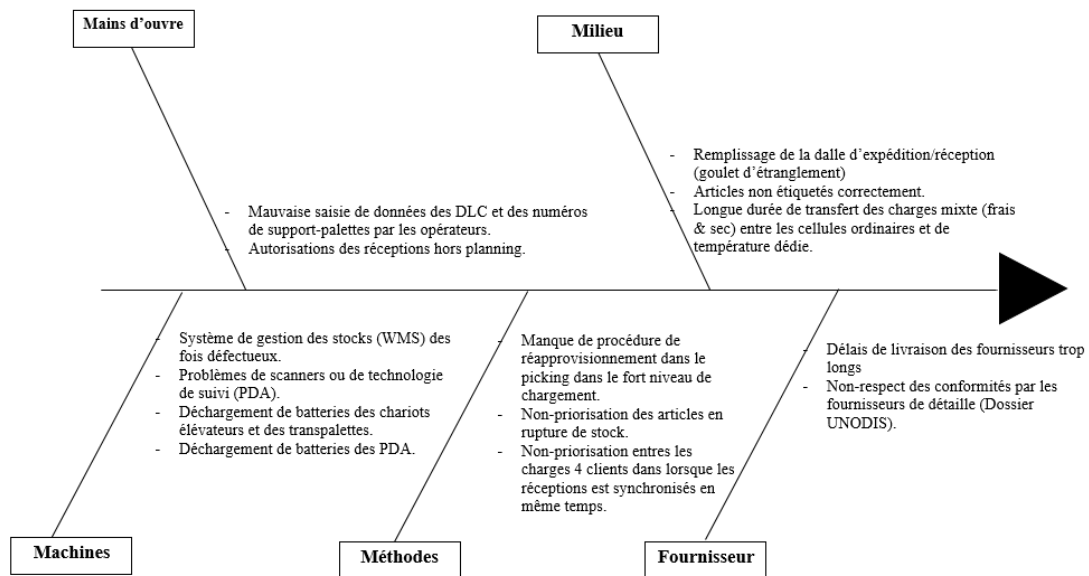 Mains d'ouvre
Milieu
- Remplissage de la dalle d'expédition/réception
(goulet d'étranglement)
- Articles non étiquetés correctement.
- Longue durée de transfert des charges mixte (frais
& sec) entre les cellules ordinaires et de
température dédie.
- Mauvaise saisie de données des DLC et des numéros
de support-palettes par les opérateurs.
- Autorisations des réceptions hors planning.
- Système de gestion des stocks (WMS) des
fois défectueux.
- Problèmes de scanners ou de technologie
de suivi (PDA).
- Déchargement de batteries des chariots
élévateurs et des transpalettes.
- Déchargement de batteries des PDA.
- Manque de procédure de
réapprovisionnement dans le
picking dans le fort niveau de
chargement.
- Non-priorisation des articles en
rupture de stock.
- Non-priorisation entres les
charges 4 clients dans lorsque les
réceptions est synchronisés en
même temps.
- Délais de livraison des fournisseurs trop
longs
- Non-respect des conformités par les
fournisseurs de détaille (Dossier
UNODIS).
Machines
Méthodes
Fournisseur